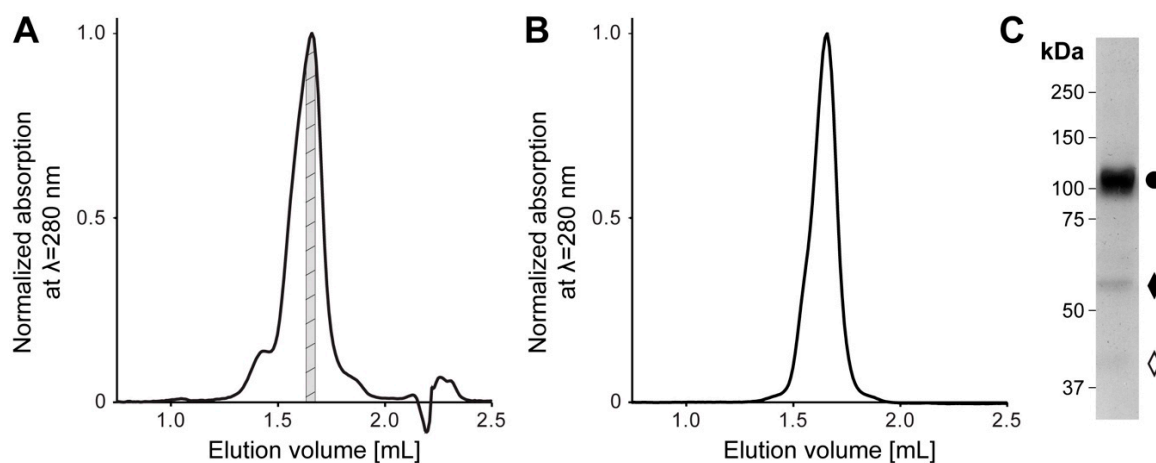 A
Normalized absorption
at λ=280 nm
1.0
0.5
0
1.0
1.5
2.0
2.5
Elution volume [mL]
B
Normalized absorption
at λ=280 nm
1.0
0.5
0
1.0
1.5
2.0
2.5
Elution volume [mL]
C
kDa
250
150
100
75
50
37